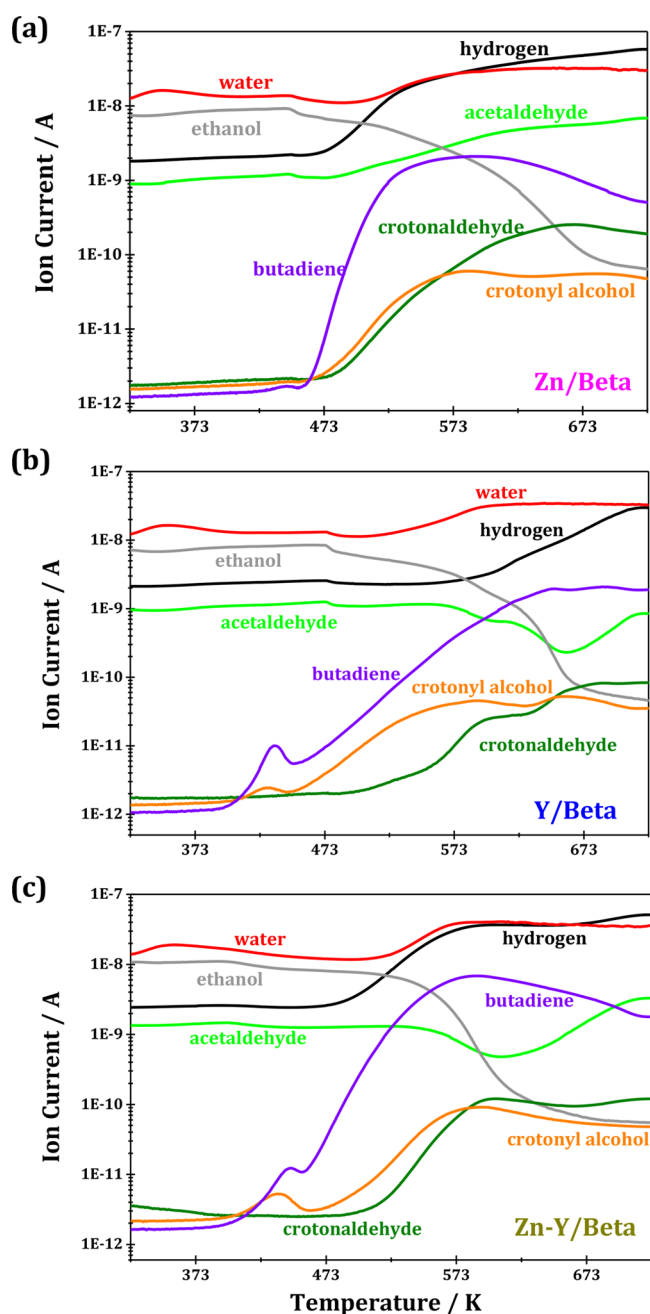 (a)
1E-7
1E-8
1E-9
1E-10
1E-11
1E-12
Ion Current / A
hydrogen
water
acetaldehyde
ethanol
crotonaldehyde
butadiene
crotonyl alcohol
Zn/Beta
373 473 573 673
(b)
1E-7
1E-8
1E-9
1E-10
1E-11
1E-12
Ion Current / A
water
hydrogen
ethanol
acetaldehyde
butadiene
crotonyl alcohol
crotonaldehyde
Y/Beta
373 473 573 673
(c)
1E-7
1E-8
1E-9
1E-10
1E-11
1E-12
Ion Current / A
water
hydrogen
ethanol
butadiene
acetaldehyde
crotonyl alcohol
crotonaldehyde
Zn-Y/Beta
373 473 573 673
Temperature / K